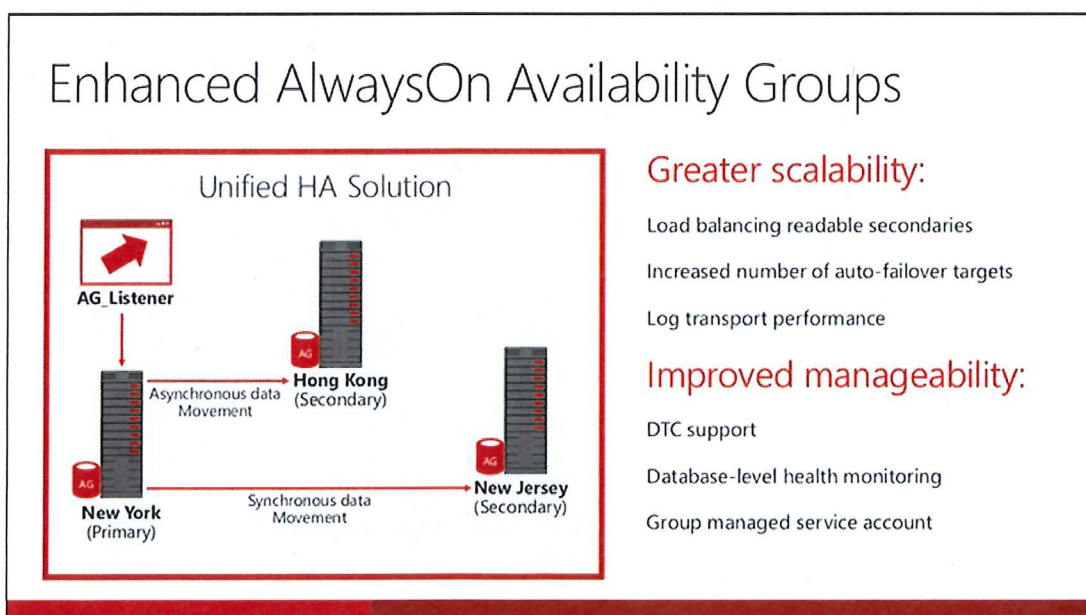 Enhanced AlwaysOn Availability Groups
Unified HA Solution
AG_Listener
AG
Hong Kong
(Secondary)
Asynchronous data
Movement
AG
New Jersey
(Secondary)
AG
New York
(Primary)
Synchronous data
Movement
Greater scalability:
Load balancing readable secondaries
Increased number of auto-failover targets
Log transport performance
Improved manageability:
DTC support
Database-level health monitoring
Group managed service account